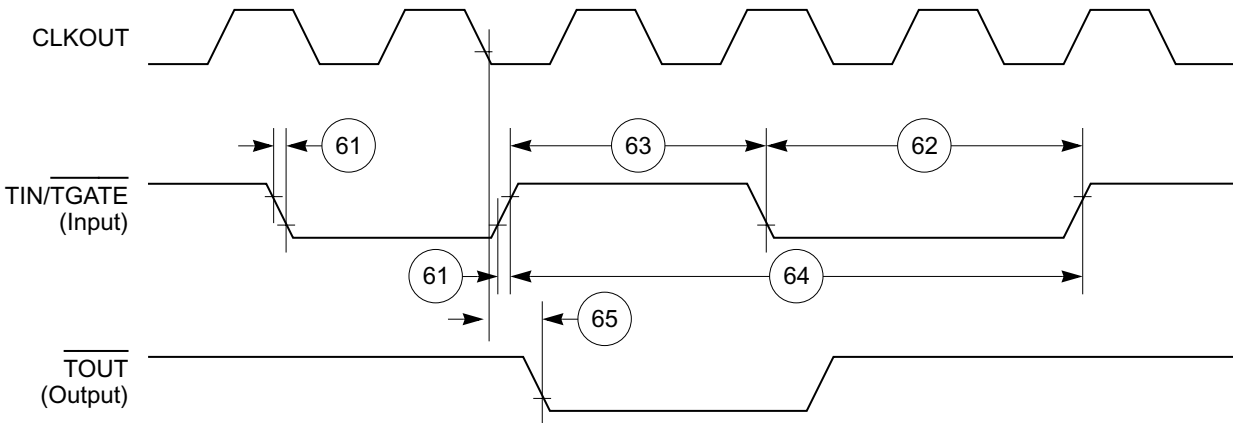 CLKOUT
61
63
62
TIN/TGATE
(Input)
61
64
65
TOUT
(Output)